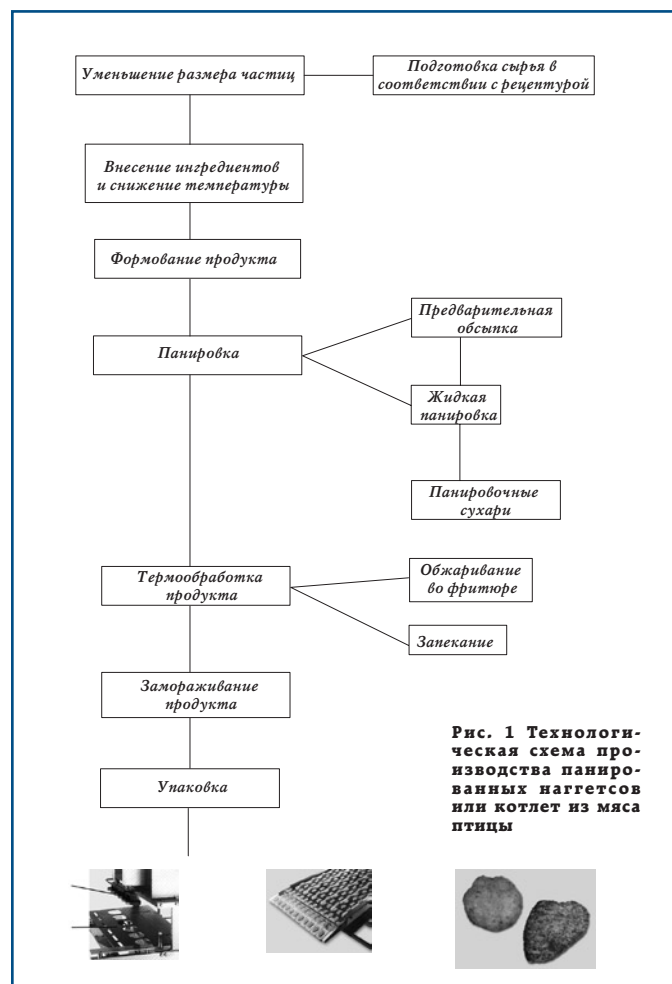 Уменьшение размера частиц
Подготовка сырья в
соответствии с рецептурой
Внесение ингредиентов
и снижение температуры
Формование продукта
Предварительная
обсыпка
Панировка
Жидкая
панировка
Панировочные
сухари
Термообработка
продукта
Обжаривание
во фритюре
Запекание
Замораживание
продукта
Упаковка
Рис. 1 Технологи-
ческая схема про-
изводства паниро-
ванных наггетсов
или котлет из мяса
птицы